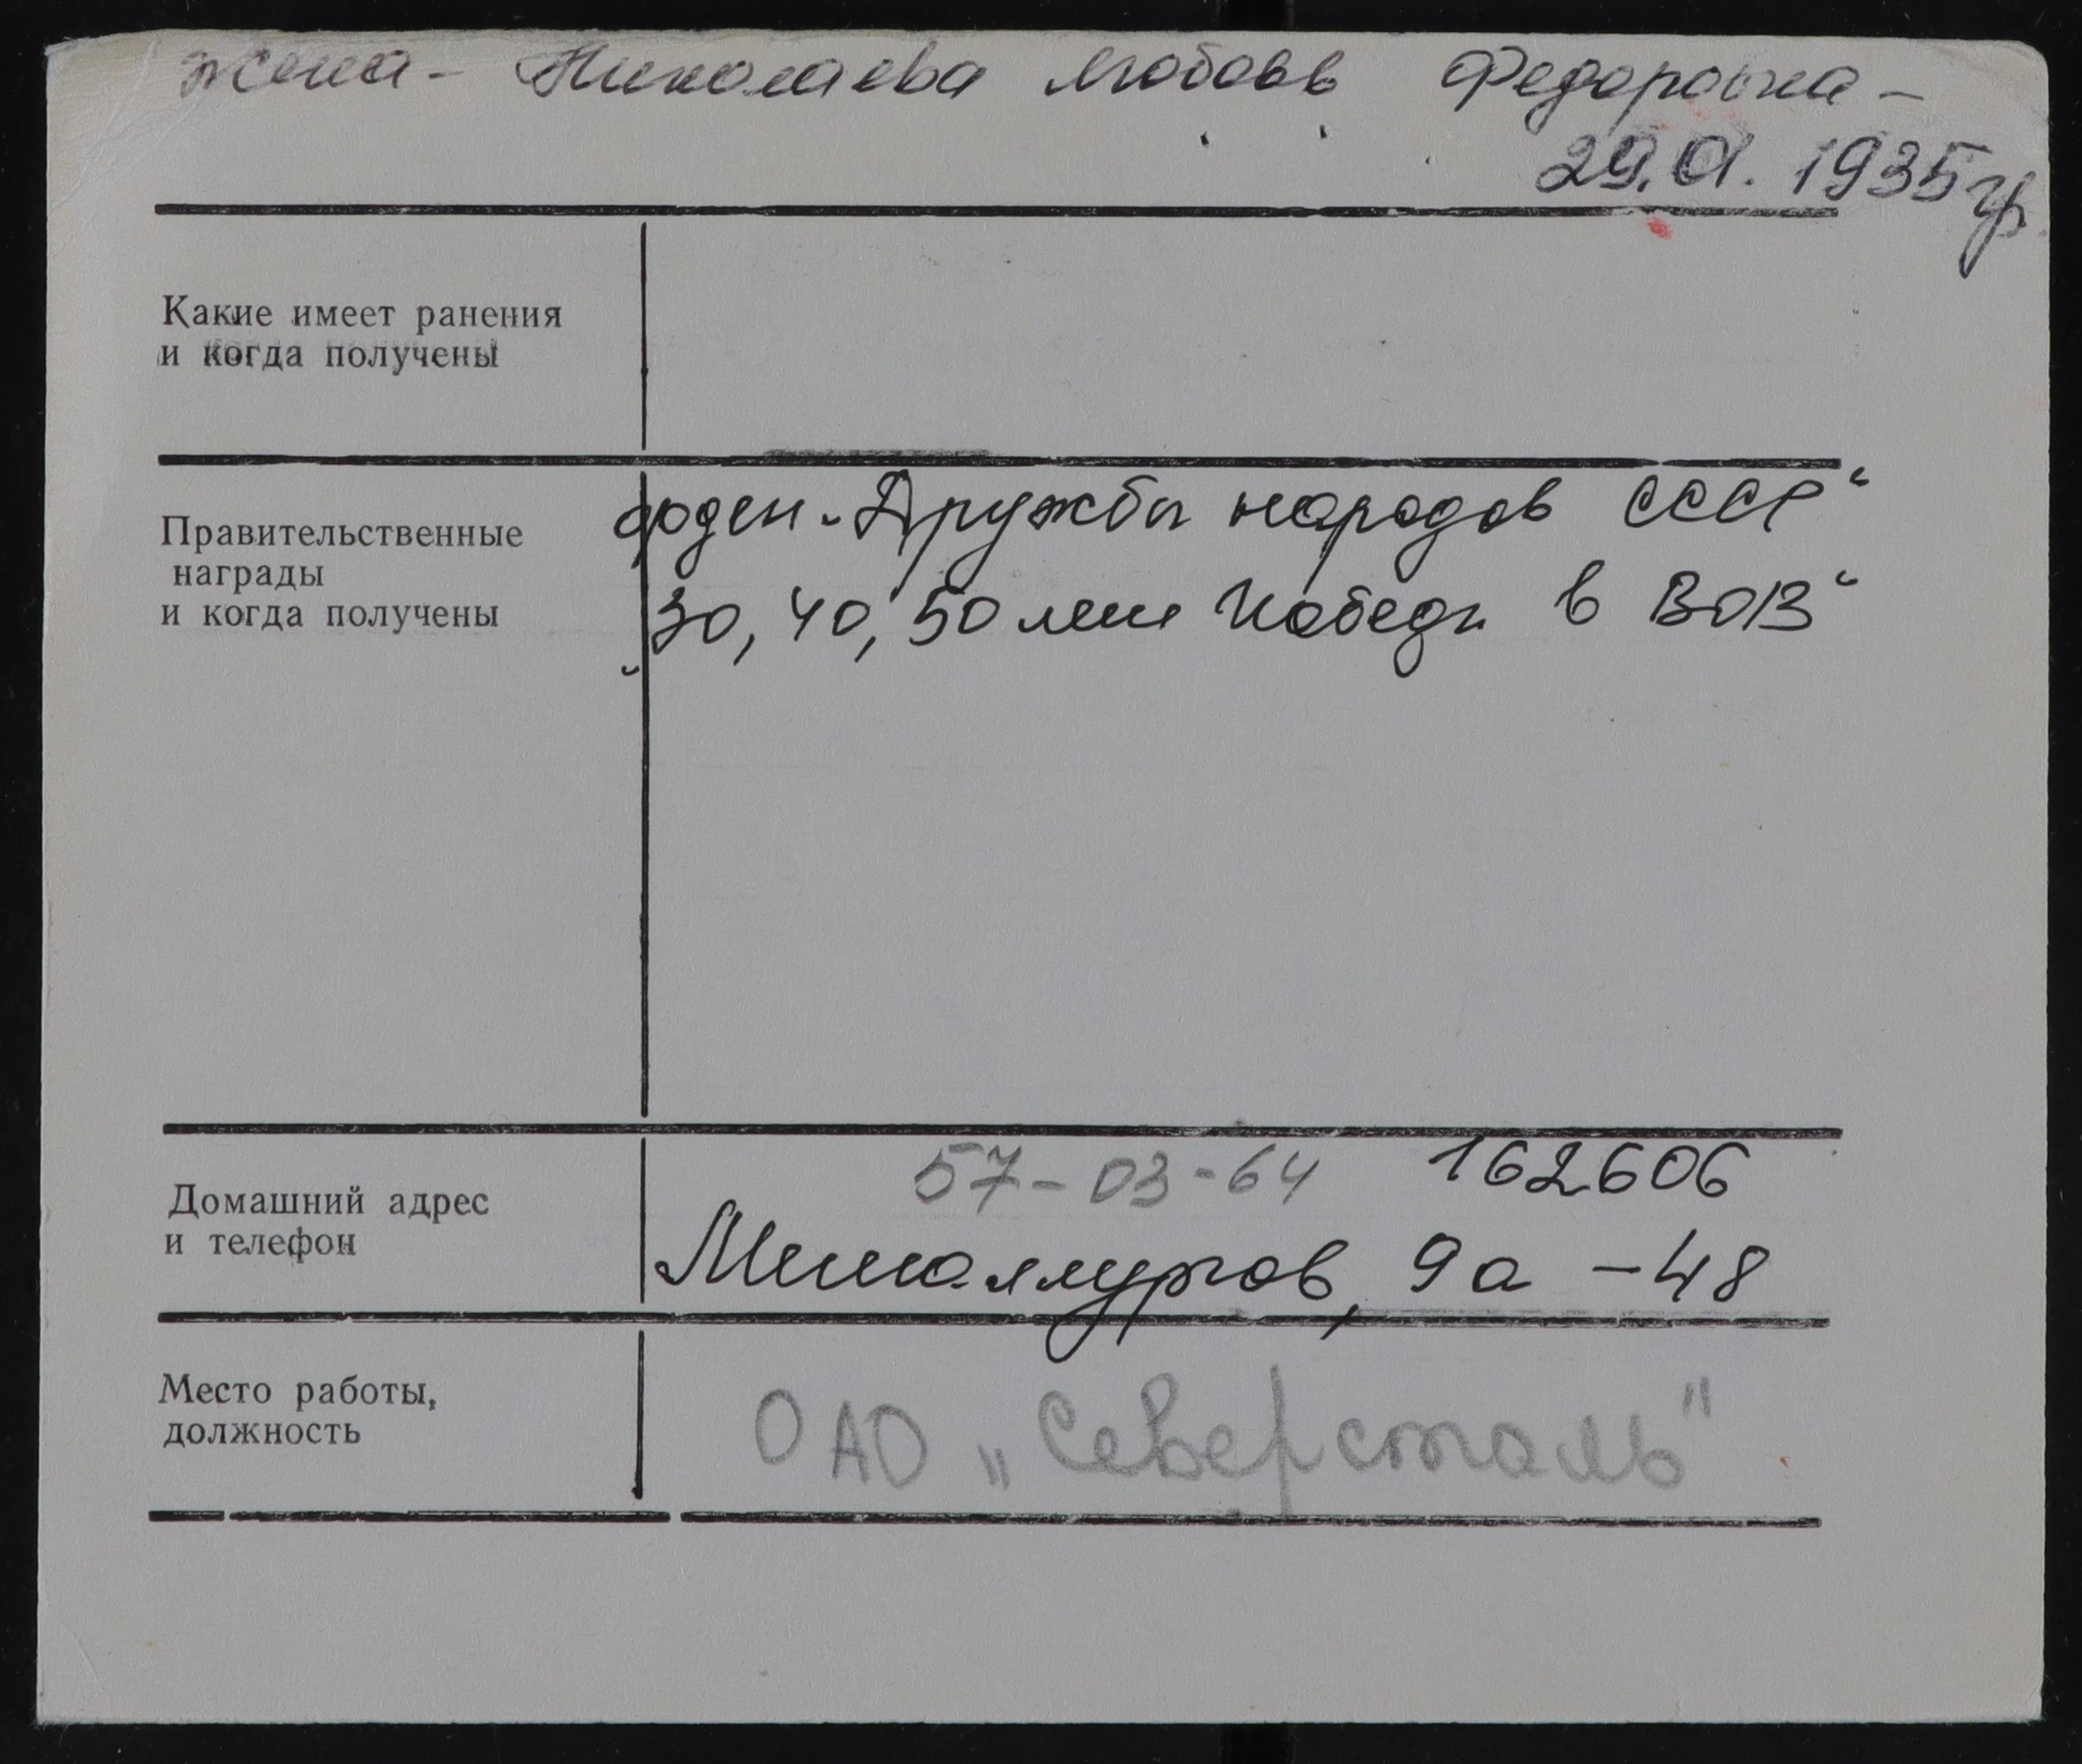 жена - Николаева Любовь Федоровна -
29.01.1935 гр
Какие имеет ранения
и когда получены
орден „Дружбы народов СССР“
Правительственные
награды
и когда получены
„30, 40, 50 лет Победы в ВОВ“
57-03-64 162606
Домашний адрес
и телефон
Металлургов, 9а - 48
Место работы,
должность
ОАО „Северсталь"